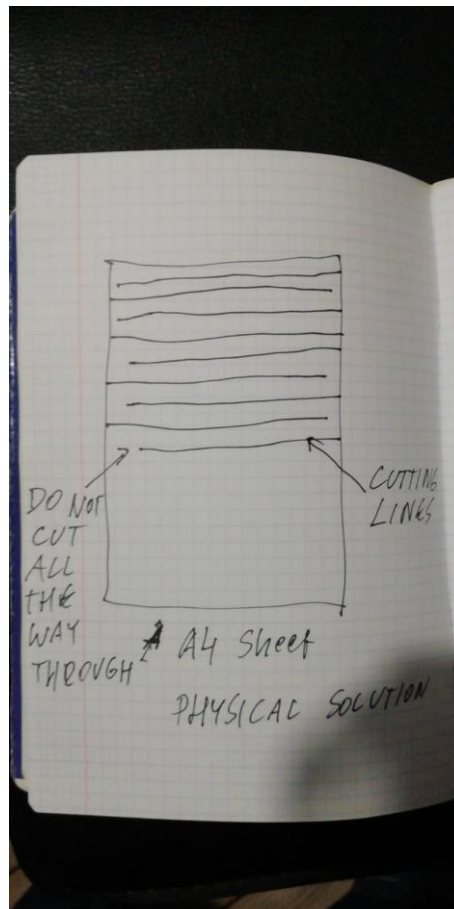 DO NOT
CUT
ALL
THE
WAY
THROUGH
CUTTING
LINES
A4 Sheet
PHYSICAL SOLUTION